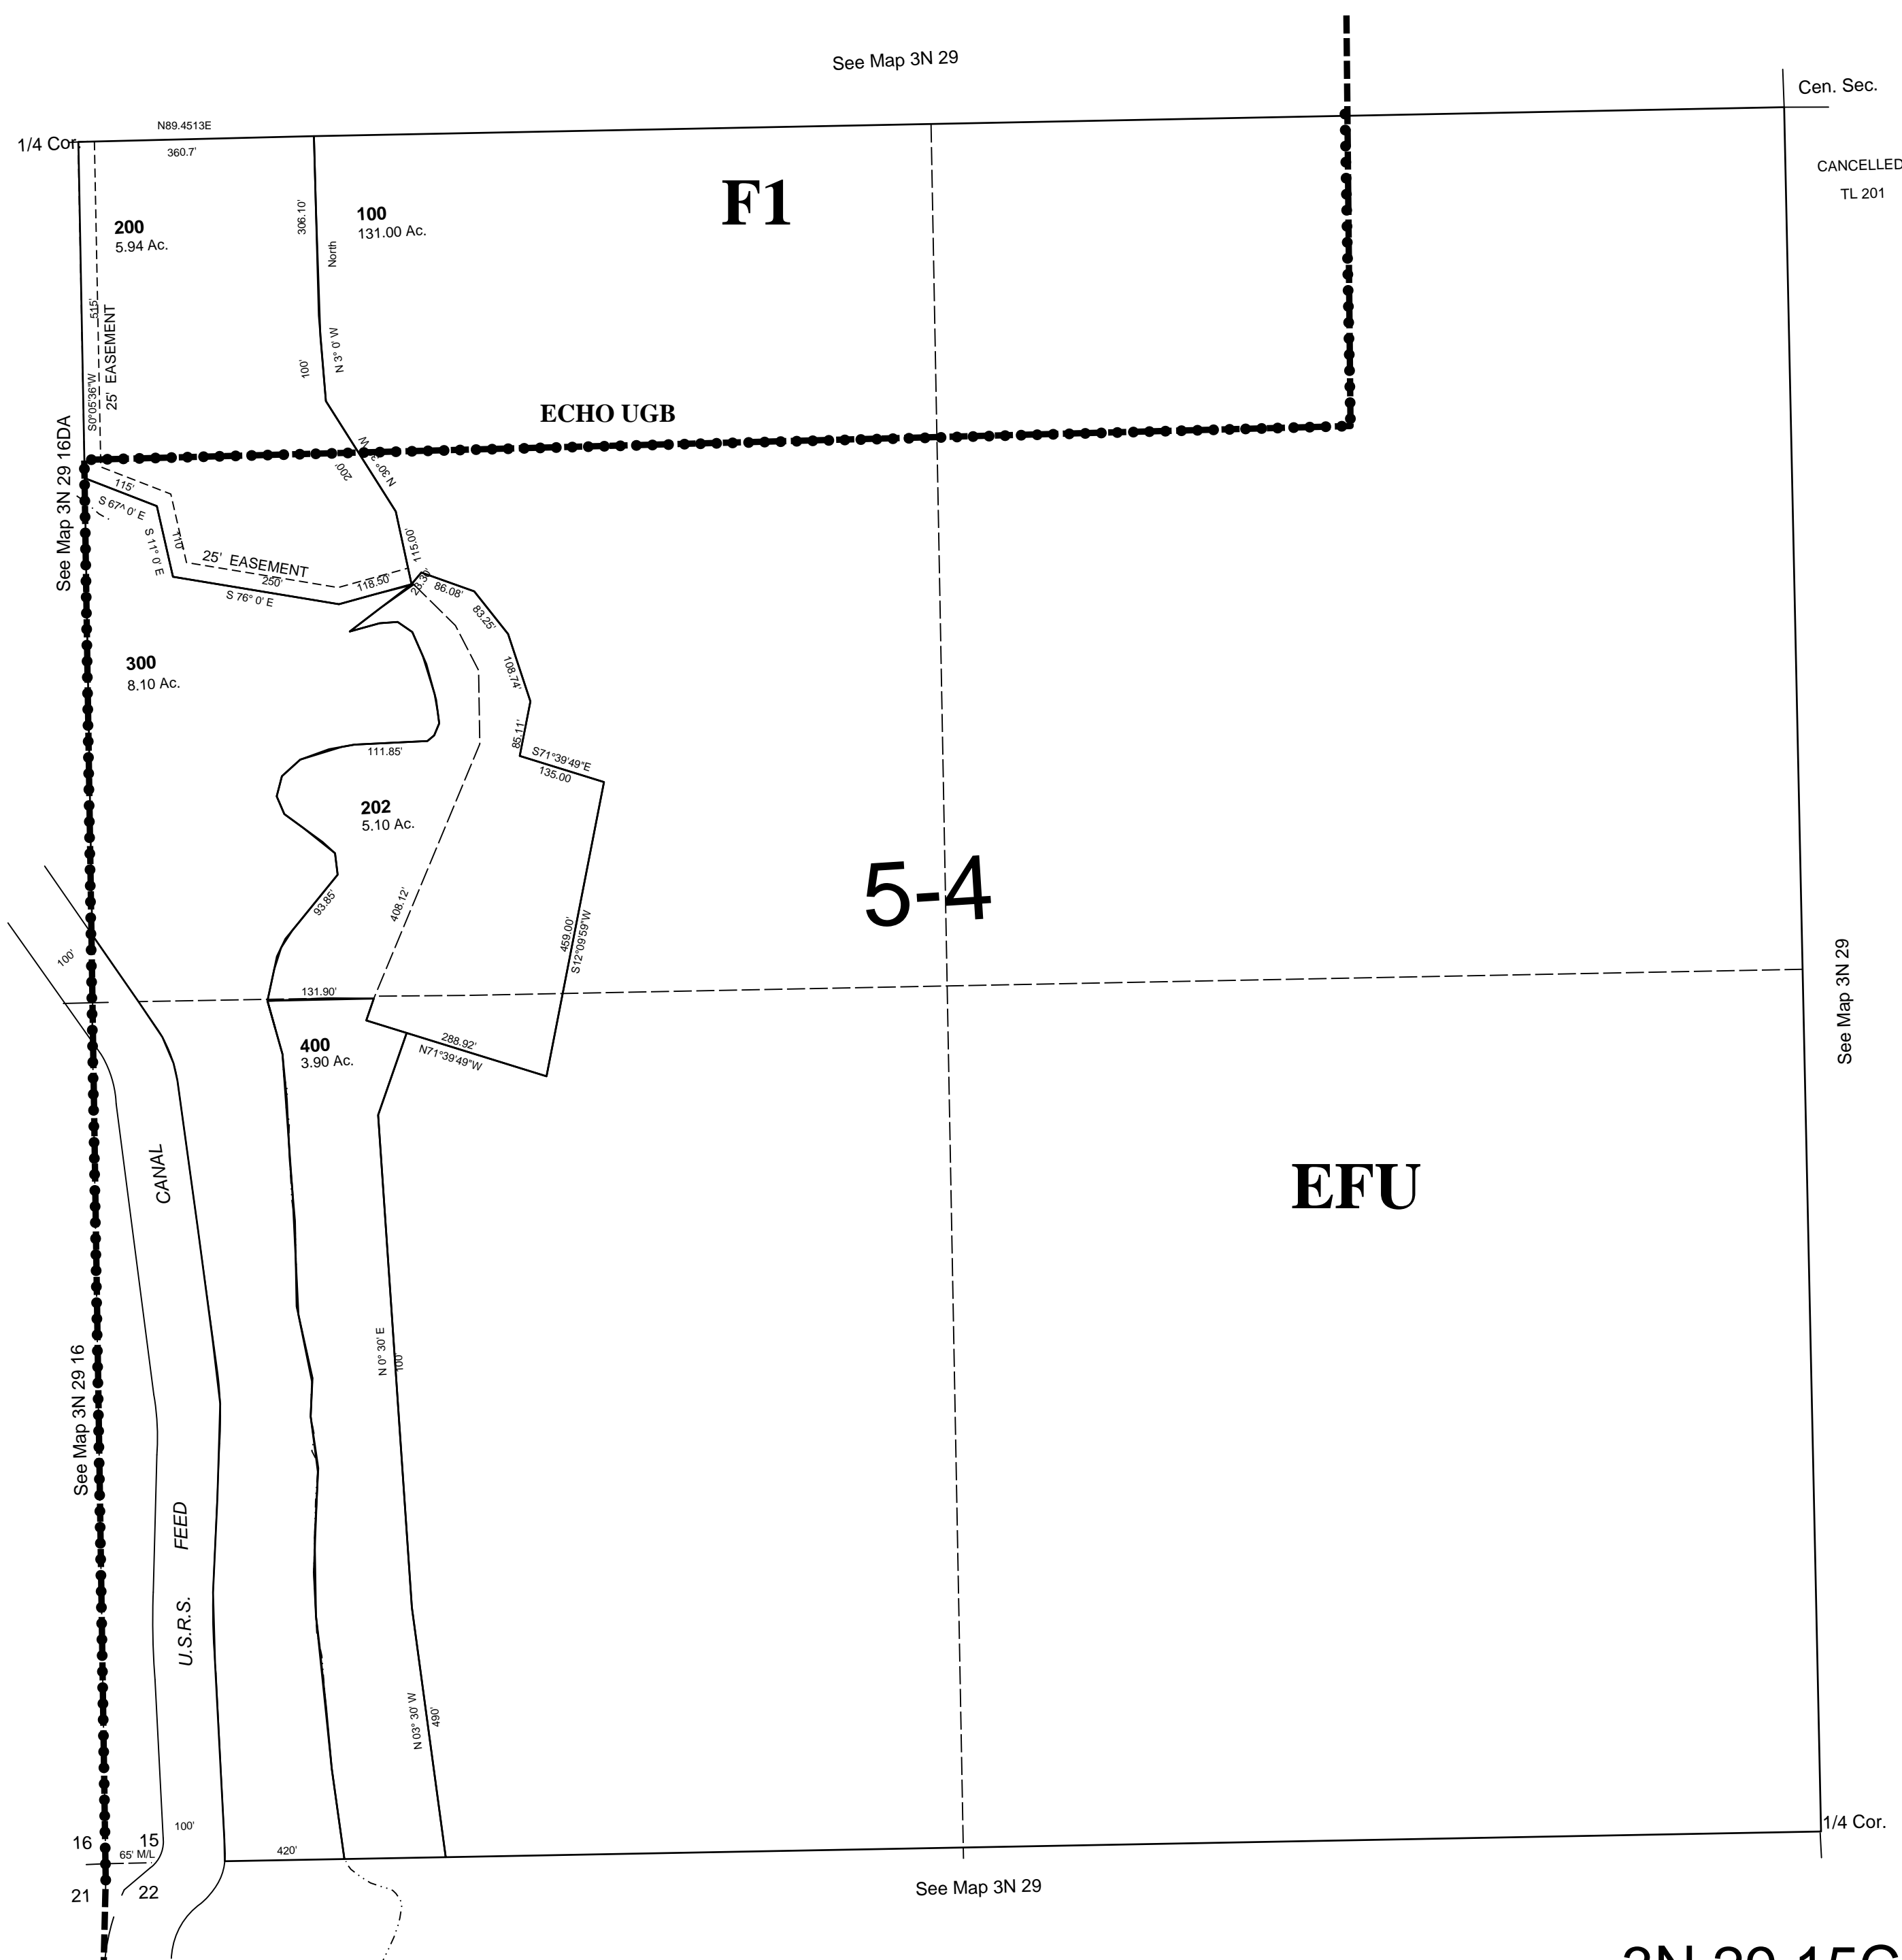 See Map 3N 29
Cen. Sec.
N89.4513E
1/4 Cor.
360.7'
CANCELLED
TL 201
F1
306.10'
100
131.00 Ac.
200
5.94 Ac.
North
515'
25' EASEMENT
S0°05'36"W
100'
N 3° 0' W
ECHO UGB
See Map 3N 29 16DA
200'
115'
S 67^ 0' E
110'
S 11° 0' E
115.00'
25' EASEMENT
250'
S 76° 0' E
118.50'
86.08'
83.25'
300
8.10 Ac.
108.74'
85.11'
111.85'
S71°39'49"E
135.00
202
5.10 Ac.
5-4
93.85'
408.12'
459.00'
S12°09'59"W
100'
131.90'
See Map 3N 29
400
3.90 Ac.
288.92'
N71°39'49"W
CANAL
EFU
N 0° 30' E
100'
See Map 3N 29 16
FEED
U.S.R.S.
N 03° 30' W
490'
16
15
100'
65' M/L
420'
1/4 Cor.
21
22
See Map 3N 29